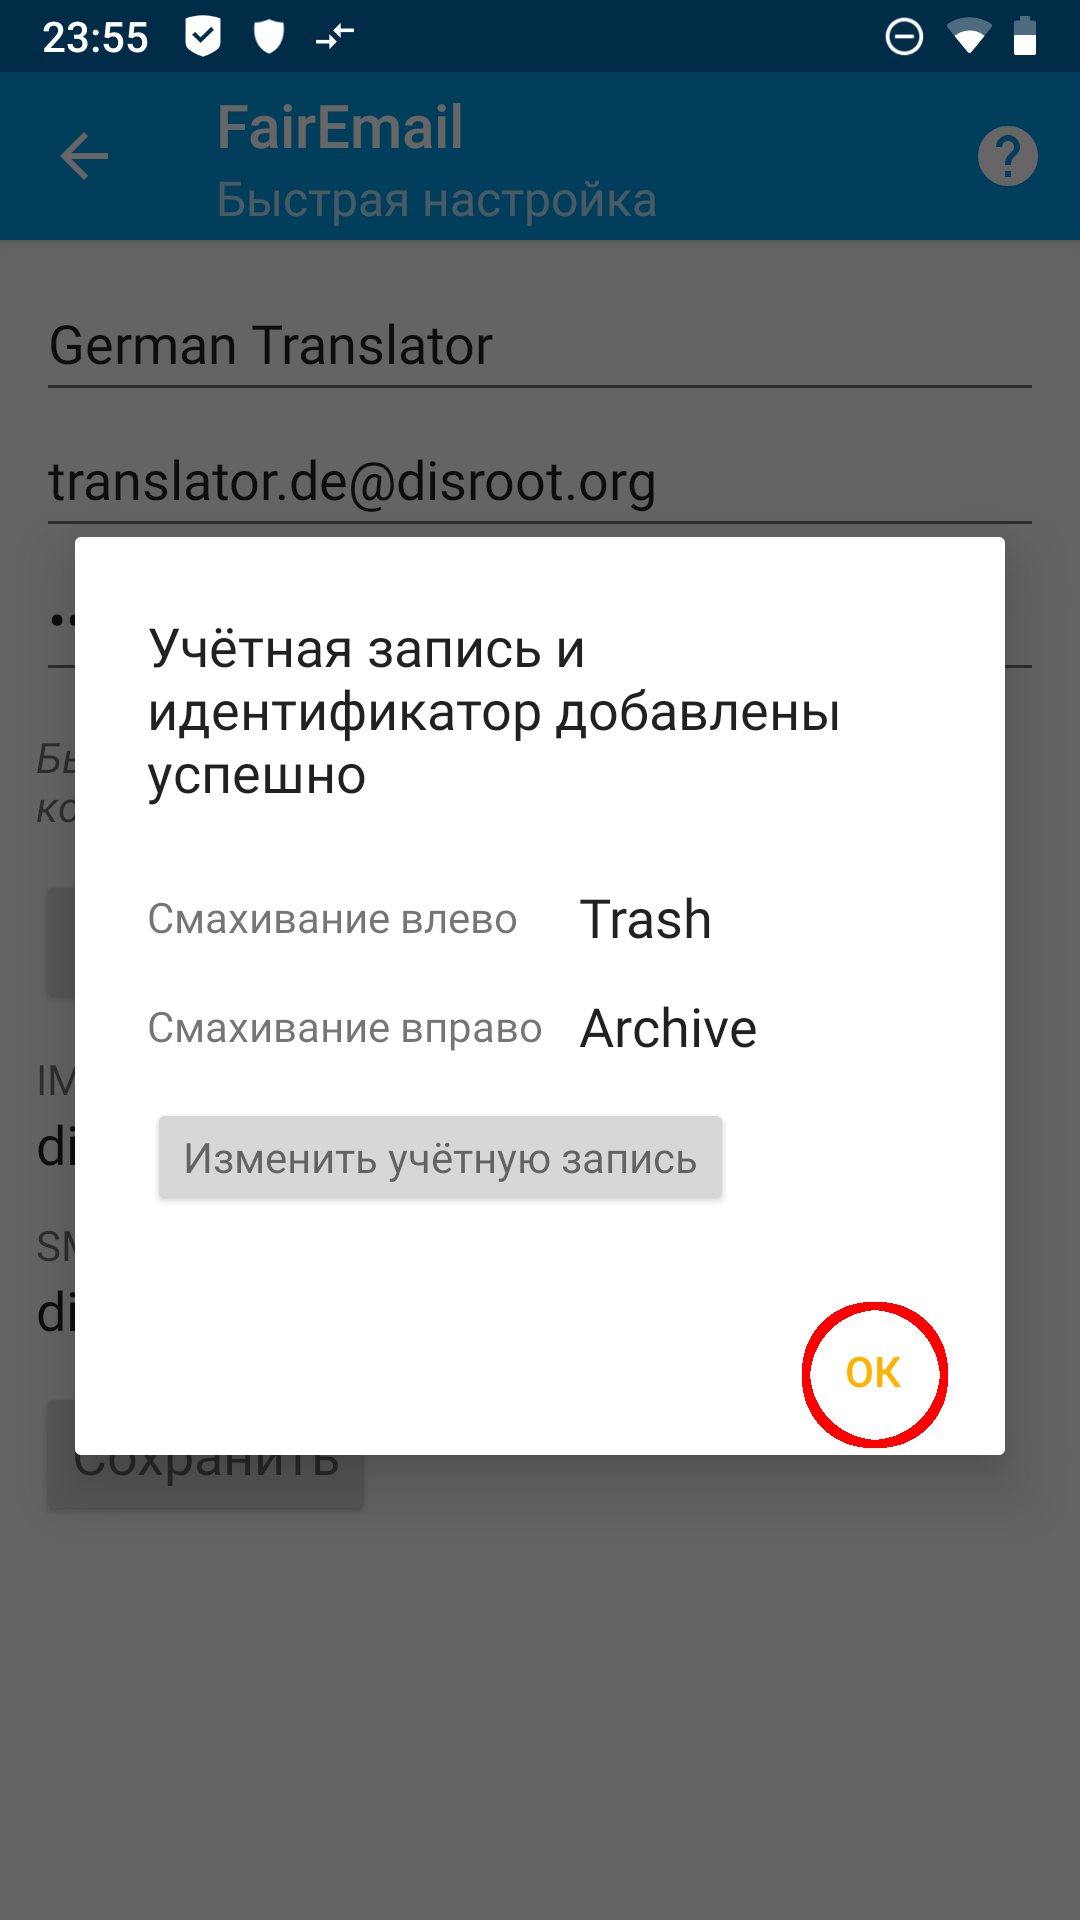 23:55
FairEmail
Быстрая настройка
German Translator
translator.de@disroot.org
Учётная запись и
идентификатор добавлены
успешно
Смахивание влево Trash
Смахивание вправо Archive
Изменить учётную запись
ОК
Сохранить